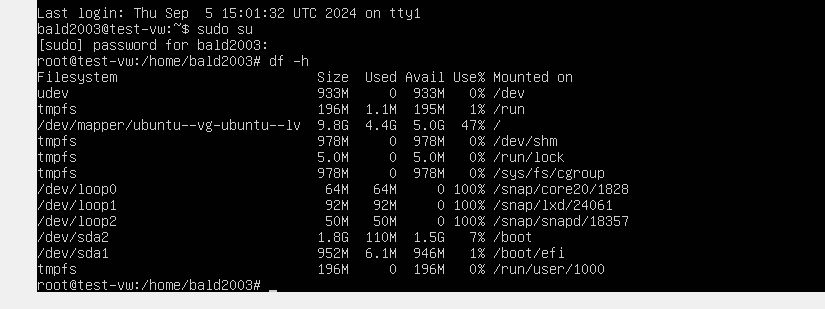 Last login: Thu Sep  5 15:01:32 UTC 2024 on tty1
bald2003@test-vw:~$ sudo su
[sudo] password for bald2003:
root@test-vw:/home/bald2003# df -h
Filesystem                         Size  Used Avail Use% Mounted on
udev                               933M     0  933M   0% /dev
tmpfs                              196M  1.1M  195M   1% /run
/dev/mapper/ubuntu--vg-ubuntu--lv  9.8G  4.4G  5.0G  47% /
tmpfs                              978M     0  978M   0% /dev/shm
tmpfs                              5.0M     0  5.0M   0% /run/lock
tmpfs                              978M     0  978M   0% /sys/fs/cgroup
/dev/loop0                          64M   64M     0 100% /snap/core20/1828
/dev/loop1                          92M   92M     0 100% /snap/lxd/24061
/dev/loop2                          50M   50M     0 100% /snap/snapd/18357
/dev/sda2                          1.8G  110M  1.5G   7% /boot
/dev/sda1                          952M  6.1M  946M   1% /boot/efi
tmpfs                              196M     0  196M   0% /run/user/1000
root@test-vw:/home/bald2003# _